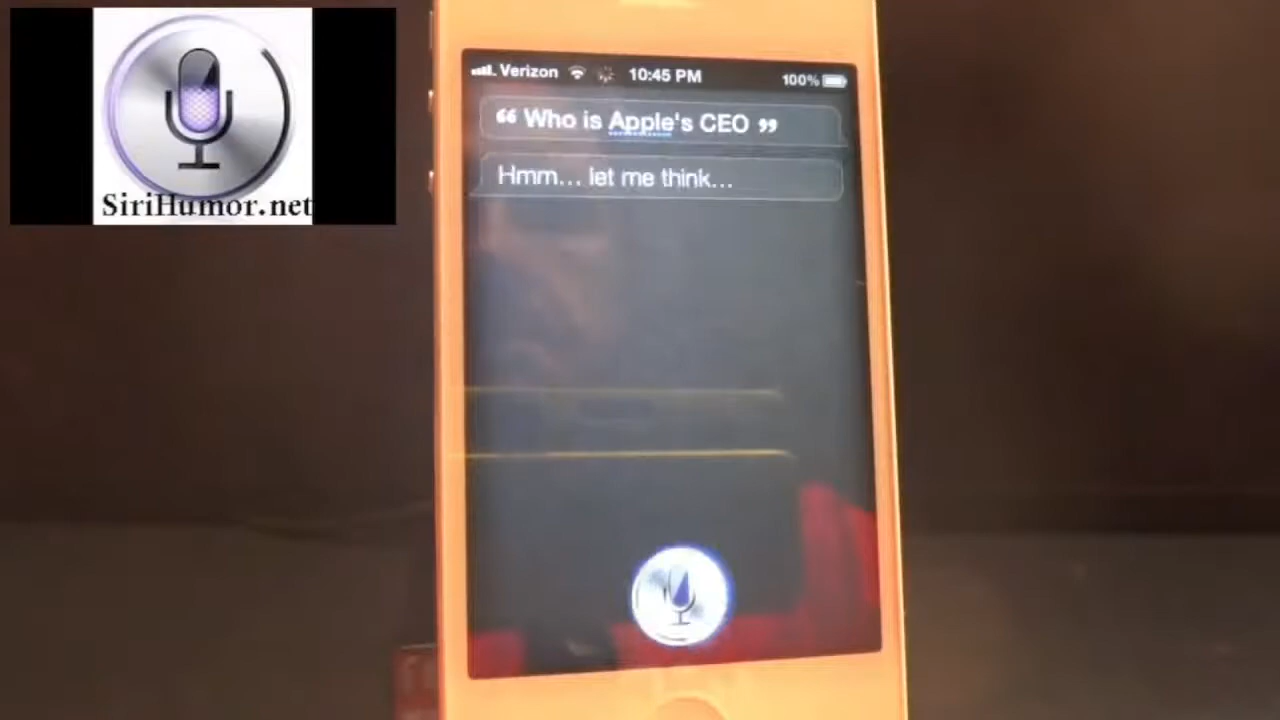 SiriHumor.net
Verizon 10:45 PM 100%
“ Who is Apple's CEO ”
Hmm... let me think...